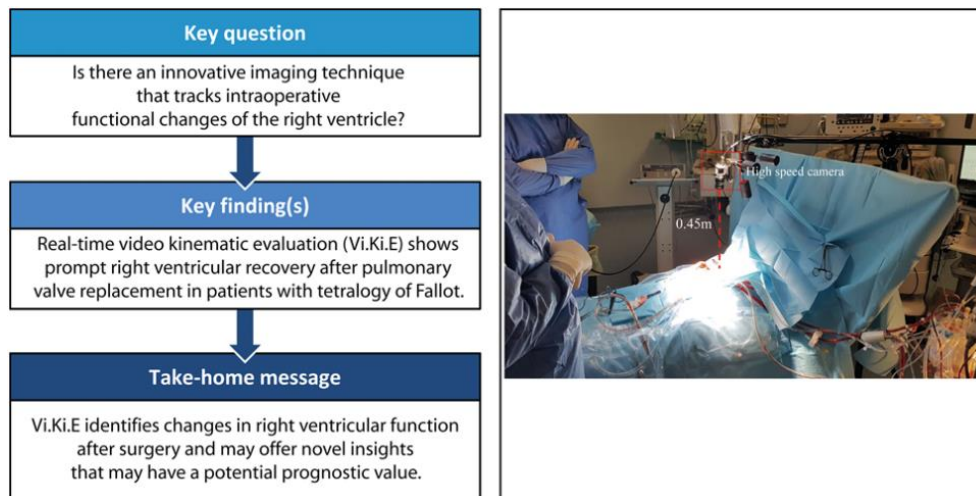 Key question
Is there an innovative imaging technique
that tracks intraoperative
functional changes of the right ventricle?
Key finding(s)
Real-time video kinematic evaluation (Vi.Ki.E) shows
prompt right ventricular recovery after pulmonary
valve replacement in patients with tetralogy of Fallot.
Take-home message
Vi.Ki.E identifies changes in right ventricular function
after surgery and may offer novel insights
that may have a potential prognostic value.
High speed camera
0.45m